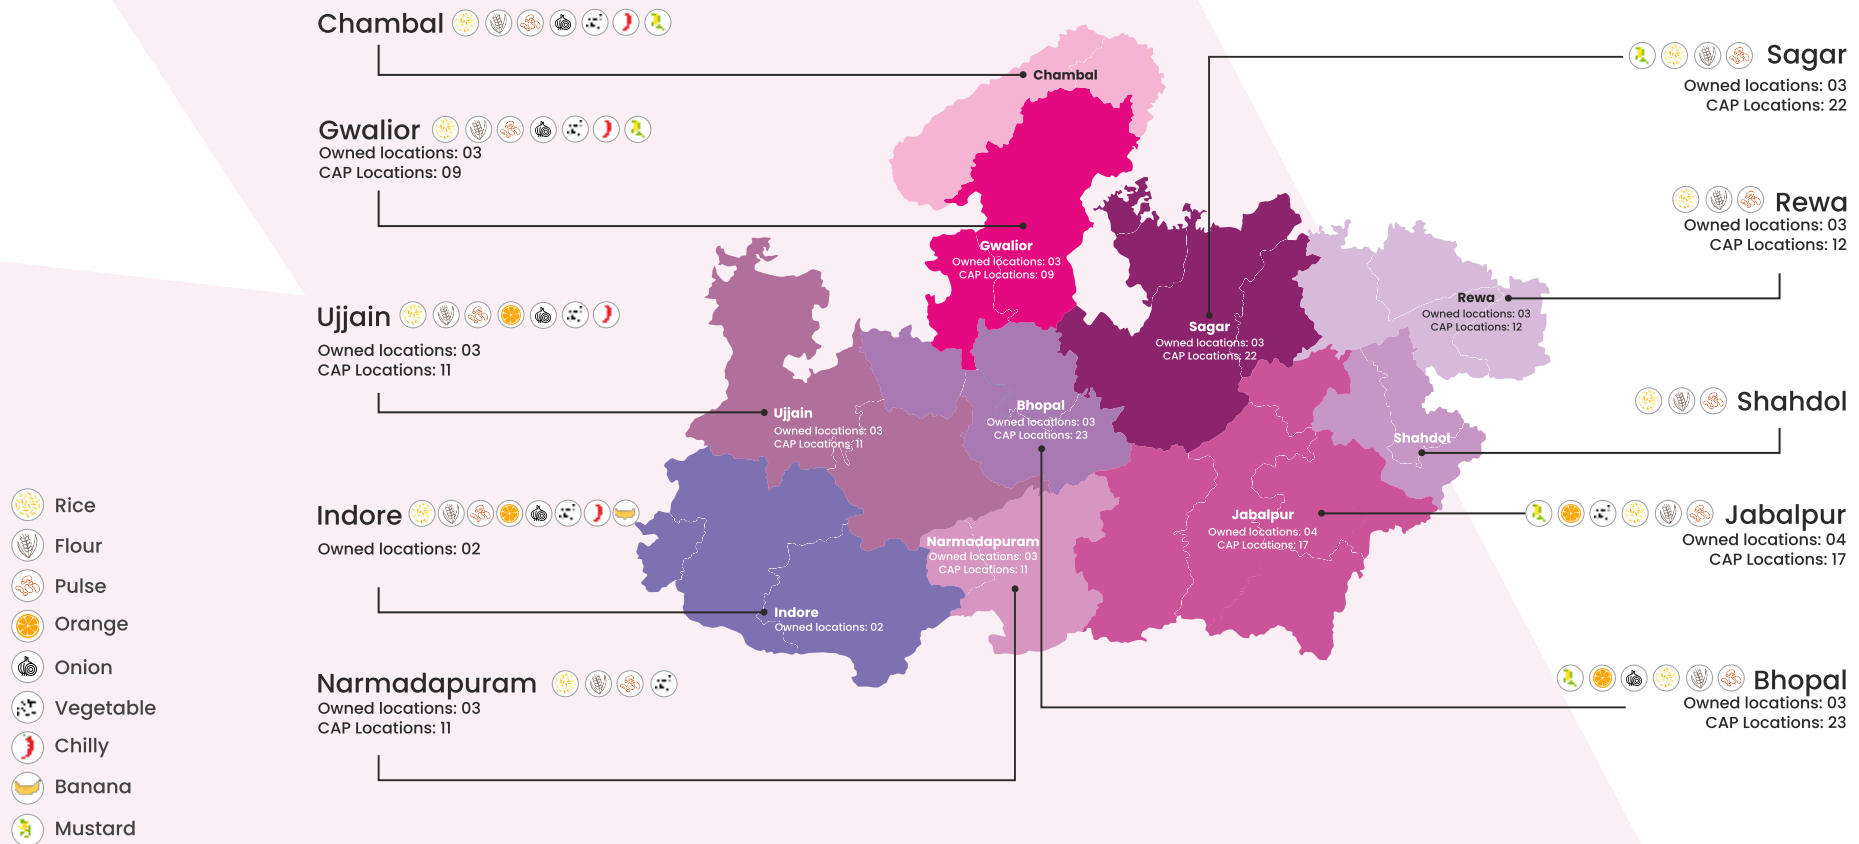 Chambal
Gwalior
Owned locations: 03
CAP Locations: 09
Ujjain
Owned locations: 03
CAP Locations: 11
Indore
Owned locations: 02
Narmadapuram
Owned locations: 03
CAP Locations: 11
Rice
Flour
Pulse
Orange
Onion
Vegetable
Chilly
Banana
Mustard
Chambal
Gwalior
Owned locations: 03
CAP Locations: 09
Sagar
Owned locations: 03
CAP Locations: 22
Rewa
Owned locations: 03
CAP Locations: 12
Ujjain
Owned locations: 03
CAP Locations: 11
Bhopal
Owned locations: 03
CAP Locations: 23
Shahdol
Jabalpur
Owned locations: 04
CAP Locations: 17
Narmadapuram
Owned locations: 03
CAP Locations: 11
Indore
Owned locations: 02
Sagar
Owned locations: 03
CAP Locations: 22
Rewa
Owned locations: 03
CAP Locations: 12
Shahdol
Jabalpur
Owned locations: 04
CAP Locations: 17
Bhopal
Owned locations: 03
CAP Locations: 23